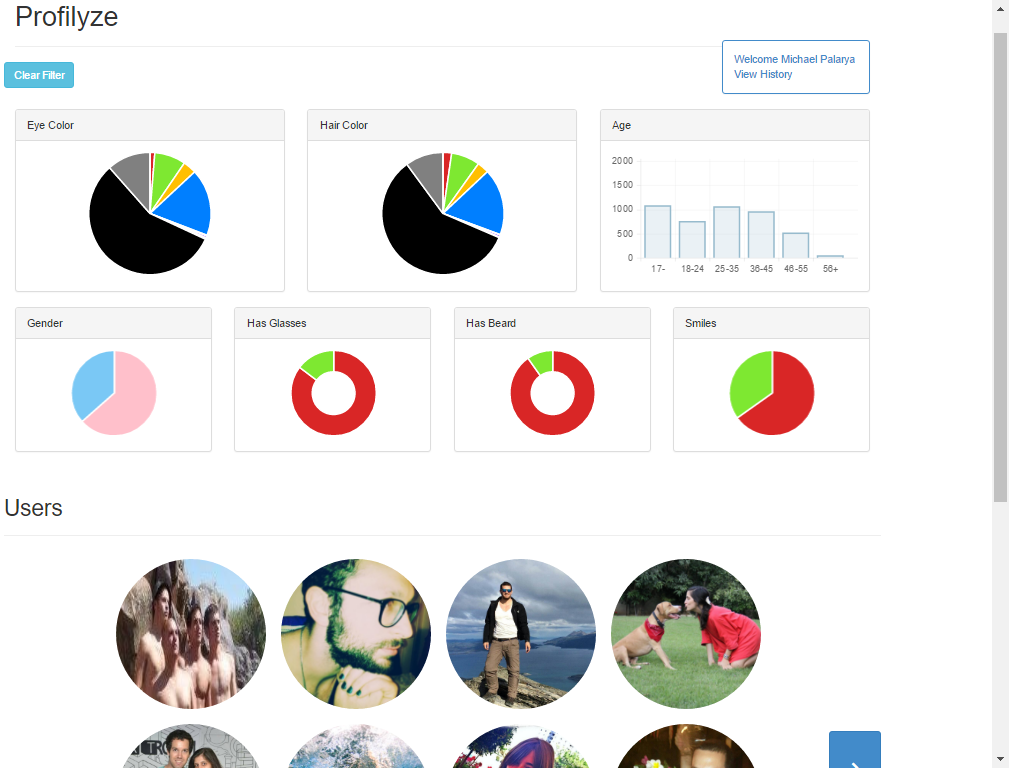 Profilyze
Welcome Michael Palarya
View History
Clear Filter
Eye Color
Hair Color
Age
2000
1500
1000
500
0
17-
18-24
25-35
36-45
46-55
56+
Gender
Has Glasses
Has Beard
Smiles
Users